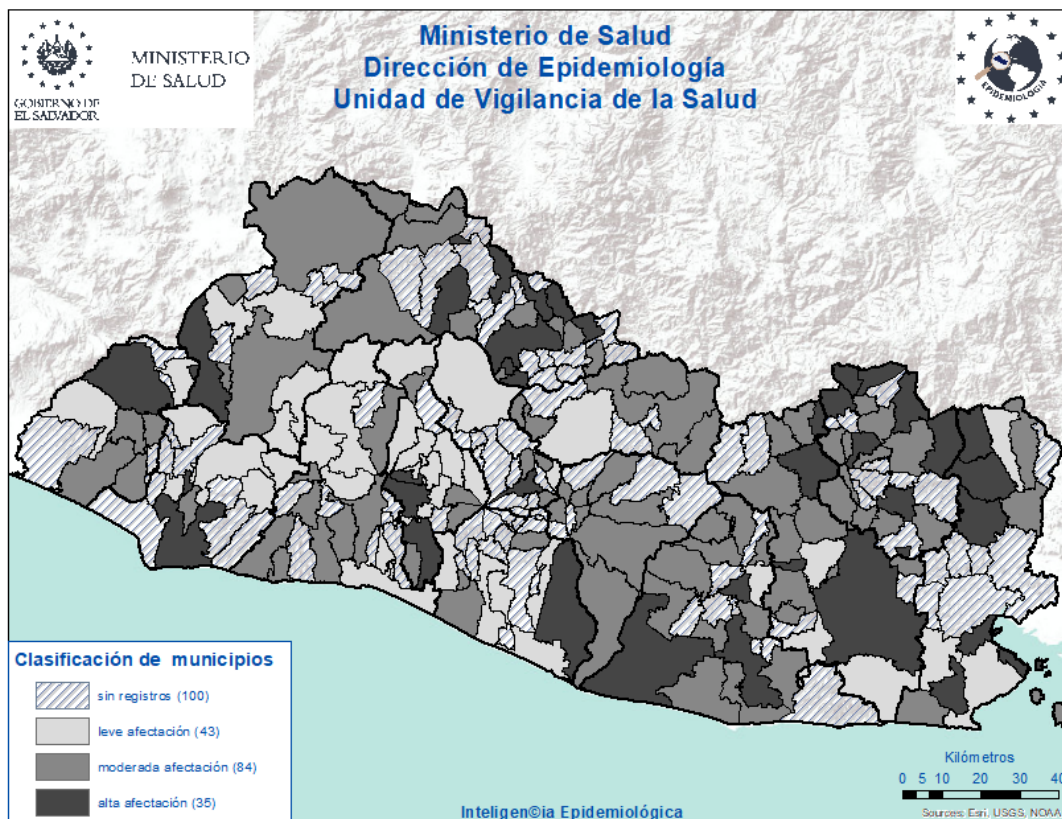 Ministerio de Salud
Dirección de Epidemiología
Unidad de Vigilancia de la Salud
MINISTERIO
DE SALUD
GOBIERNO DE
EL SALVADOR
EPIDEMIOLOGÍA
Clasificación de municipios
sin registros (100)
leve afectación (43)
moderada afectación (84)
alta afectación (35)
Kilómetros
0 5 10 20 30 40
Inteligen©ia Epidemiológica
Sources: Esri, USGS, NOAA